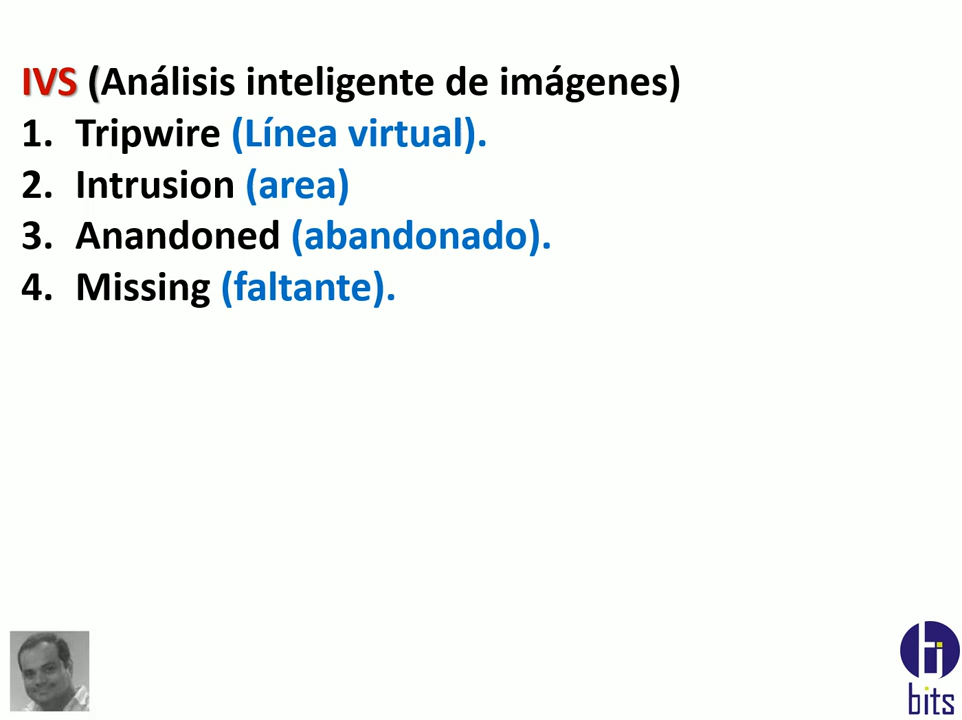 IVS (Análisis inteligente de imágenes)
1. Tripwire (Línea virtual).
2. Intrusion (area)
3. Anandoned (abandonado).
4. Missing (faltante).
bits